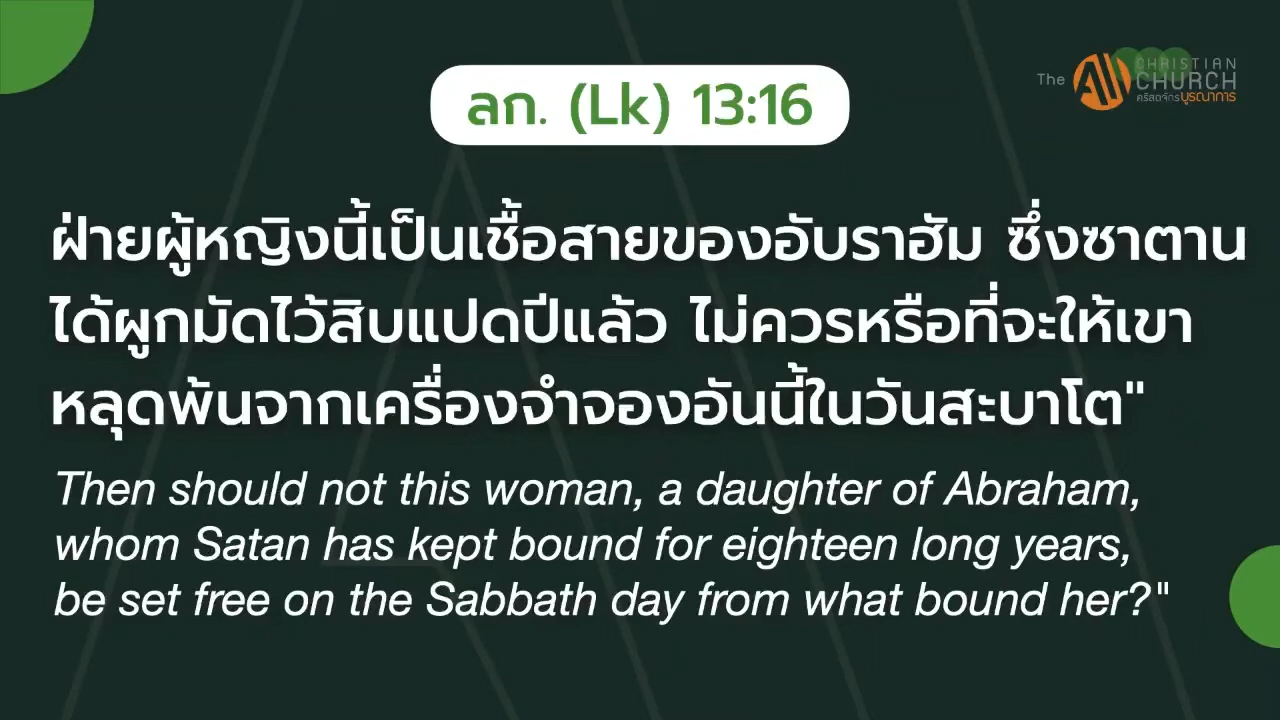 The All CHRISTIAN CHURCH
คริสตจักรบูรณาการ
ลก. (Lk) 13:16
ฝ่ายผู้หญิงนี้เป็นเชื้อสายของอับราฮัม ซึ่งซาตาน
ได้ผูกมัดไว้สิบแปดปีแล้ว ไม่ควรหรือที่จะให้เขา
หลุดพ้นจากเครื่องจำจองอันนี้ในวันสะบาโต"
Then should not this woman, a daughter of Abraham,
whom Satan has kept bound for eighteen long years,
be set free on the Sabbath day from what bound her?"